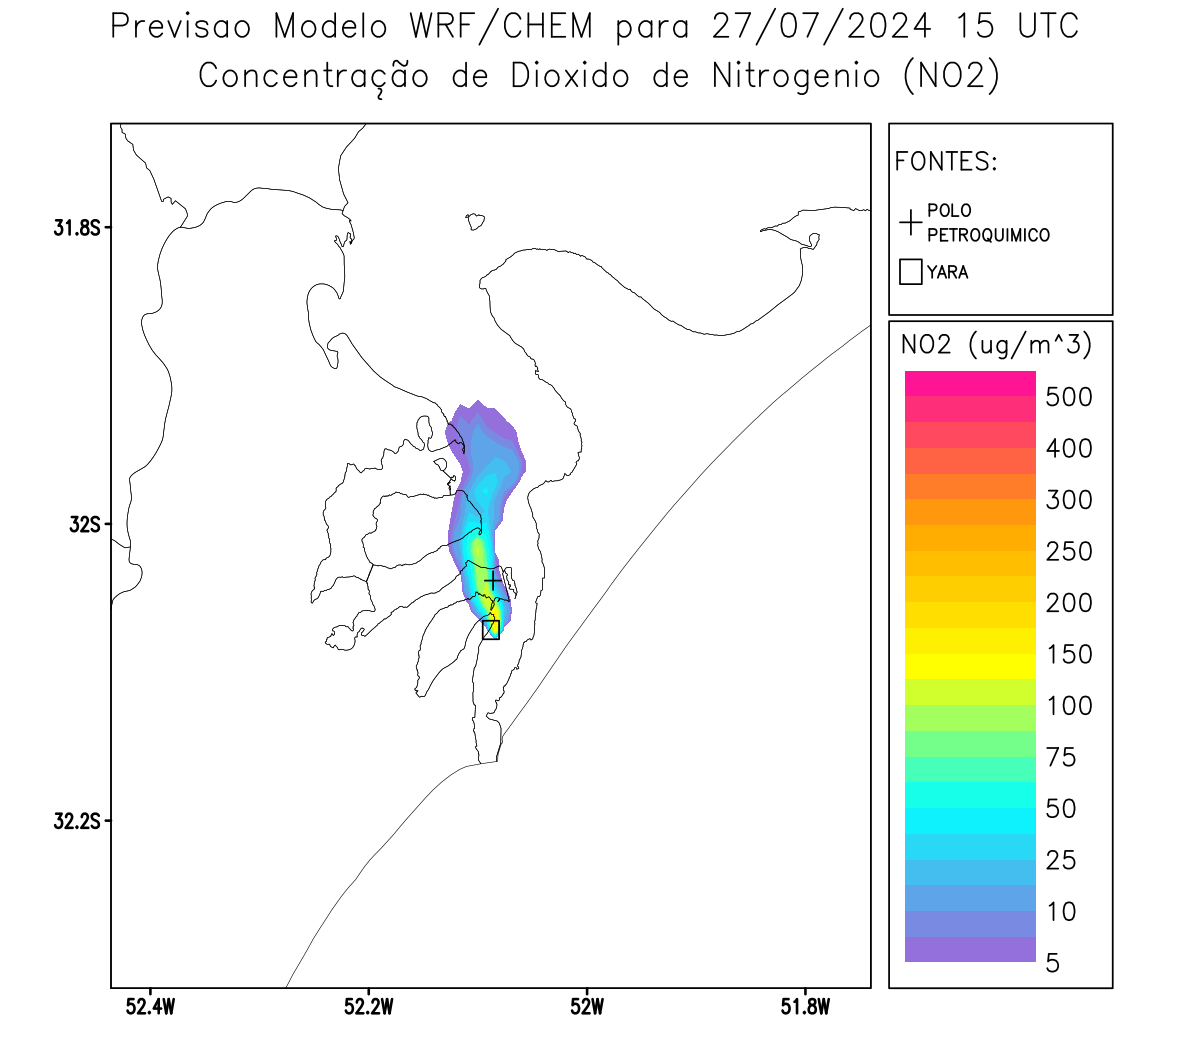 Previsao Modelo WRF/CHEM para 27/07/2024 15 UTC
Concentração de Dioxido de Nitrogenio (NO2)
FONTES:
POLO
PETROQUIMICO
YARA
NO2 (ug/m^3)
500
400
300
250
200
150
100
75
50
25
10
5
31.8S
32S
32.2S
52.4W
52.2W
52W
51.8W